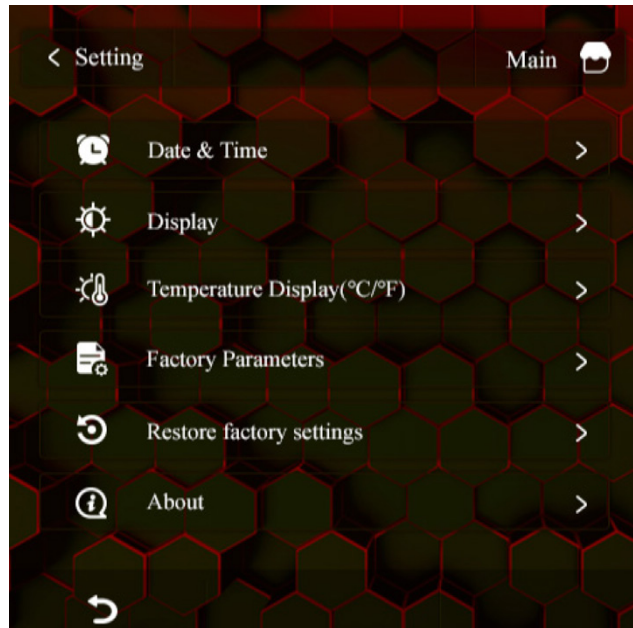 Setting
Main
Date & Time
Display
Temperature Display(°C/°F)
Factory Parameters
Restore factory settings
About